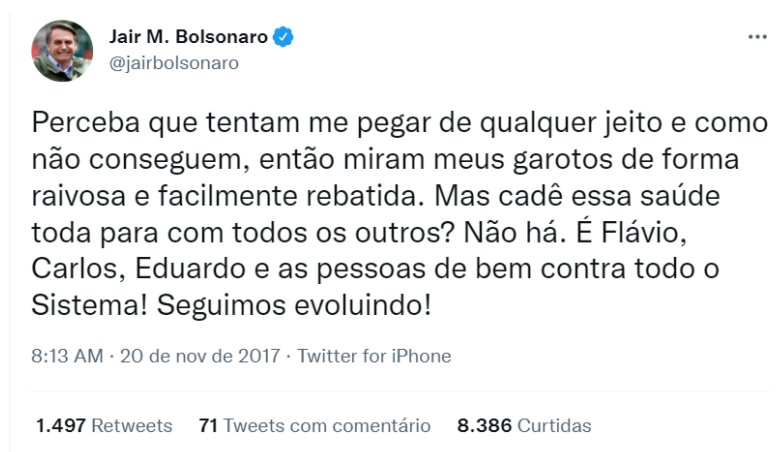 Jair M. Bolsonaro
@jairbolsonaro
Perceba que tentam me pegar de qualquer jeito e como
não conseguem, então miram meus garotos de forma
raivosa e facilmente rebatida. Mas cadê essa saúde
toda para com todos os outros? Não há. É Flávio,
Carlos, Eduardo e as pessoas de bem contra todo o
Sistema! Seguimos evoluindo!
8:13 AM · 20 de nov de 2017 · Twitter for iPhone
1.497 Retweets 71 Tweets com comentário 8.386 Curtidas